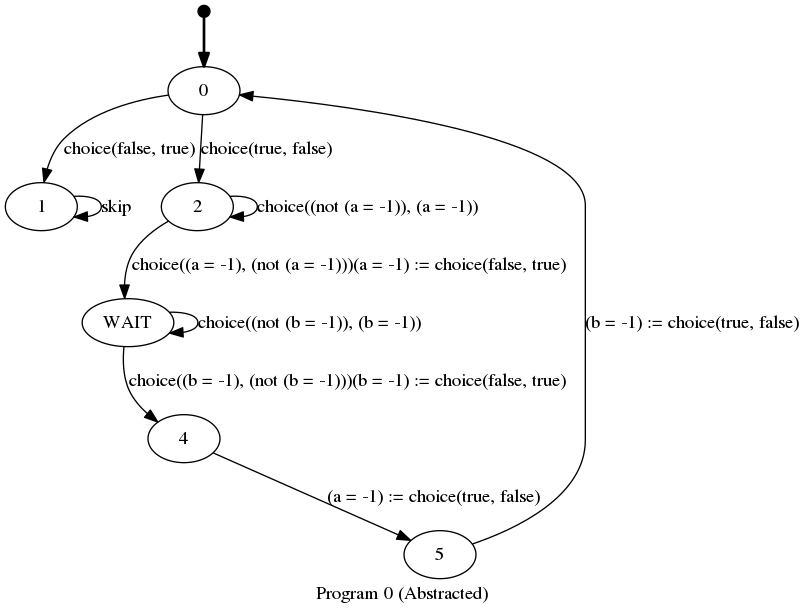 0
choice(false, true)
choice(true, false)
1
skip
2
choice((not (a = -1)), (a = -1))
choice((a = -1), (not (a = -1)))(a = -1) := choice(false, true)
WAIT
choice((not (b = -1)), (b = -1))
(b = -1) := choice(true, false)
choice((b = -1), (not (b = -1)))(b = -1) := choice(false, true)
4
(a = -1) := choice(true, false)
5
Program 0 (Abstracted)